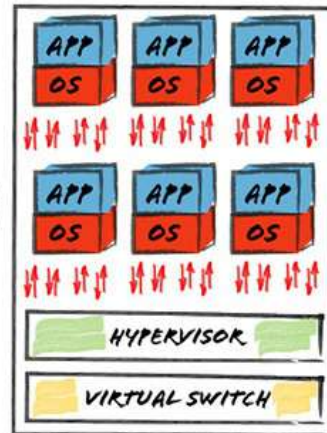 APP APP APP
OS OS OS
APP APP APP
OS OS OS
HYPERVISOR
VIRTUAL SWITCH